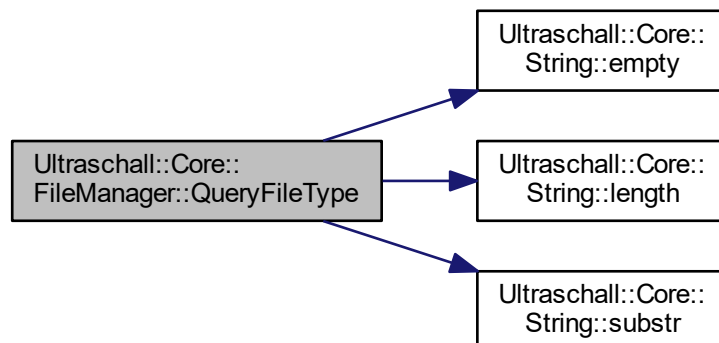 Ultraschall::Core::
FileManager::QueryFileType
Ultraschall::Core::
String::empty
Ultraschall::Core::
String::length
Ultraschall::Core::
String::substr